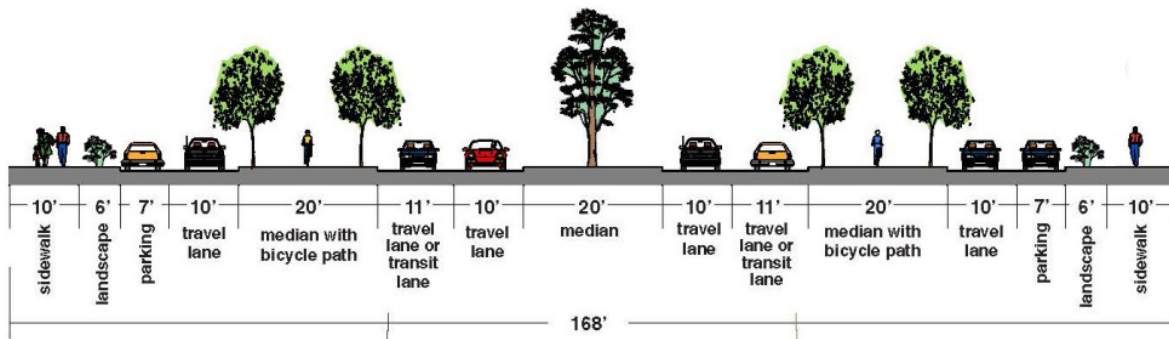 10’ 6’ 7’ 10’ 20’ 11’ 10’ 20’ 10’ 11’ 20’ 10’ 7’ 6’ 10’
sidewalk
landscape
parking
travel
lane
median with
bicycle path
travel
lane or
transit
lane
travel
lane
median
travel
lane
travel
lane or
transit
lane
median with
bicycle path
travel
lane
parking
landscape
sidewalk
168’